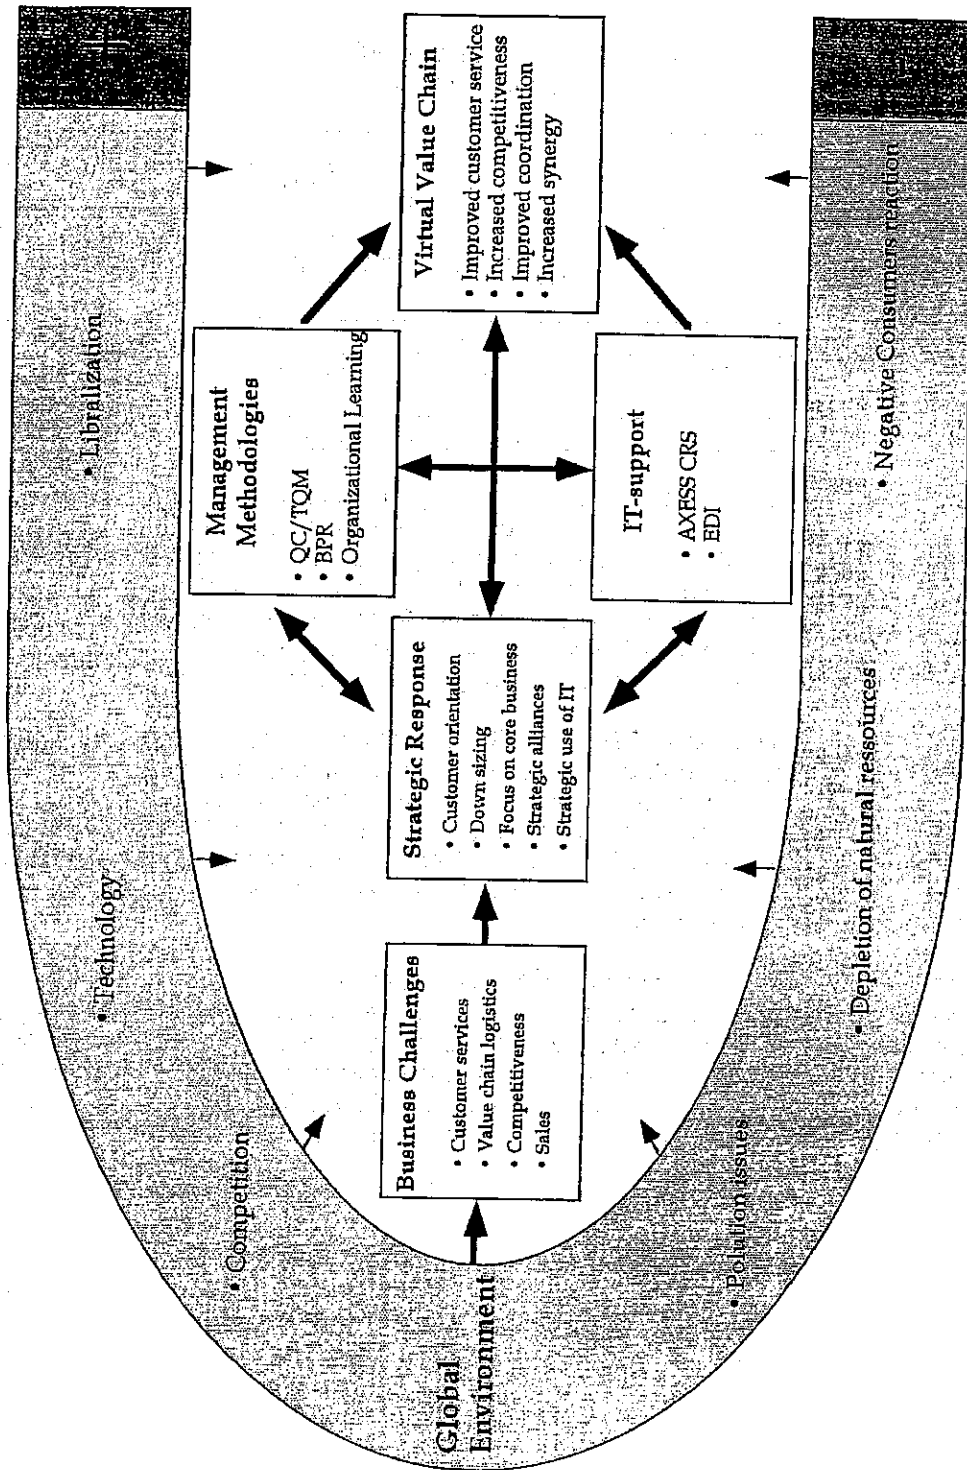 Global
Environment
• Competition
• Technology
• Libralization
+
Business Challenges
• Customer services
• Value chain logistics
• Competitiveness
• Sales
Strategic Response
• Customer orientation
• Down sizing
• Focus on core business
• Strategic alliances
• Strategic use of IT
Management
Methodologies
• QC/TQM
• BPR
• Organizational Learning
IT-support
• AXESS CRS
• EDI
Virtual Value Chain
• Improved customer service
• Increased competitiveness
• Improved coordination
• Increased synergy
• Pollution issues
• Depletion of natural ressources
• Negative Consumers reaction